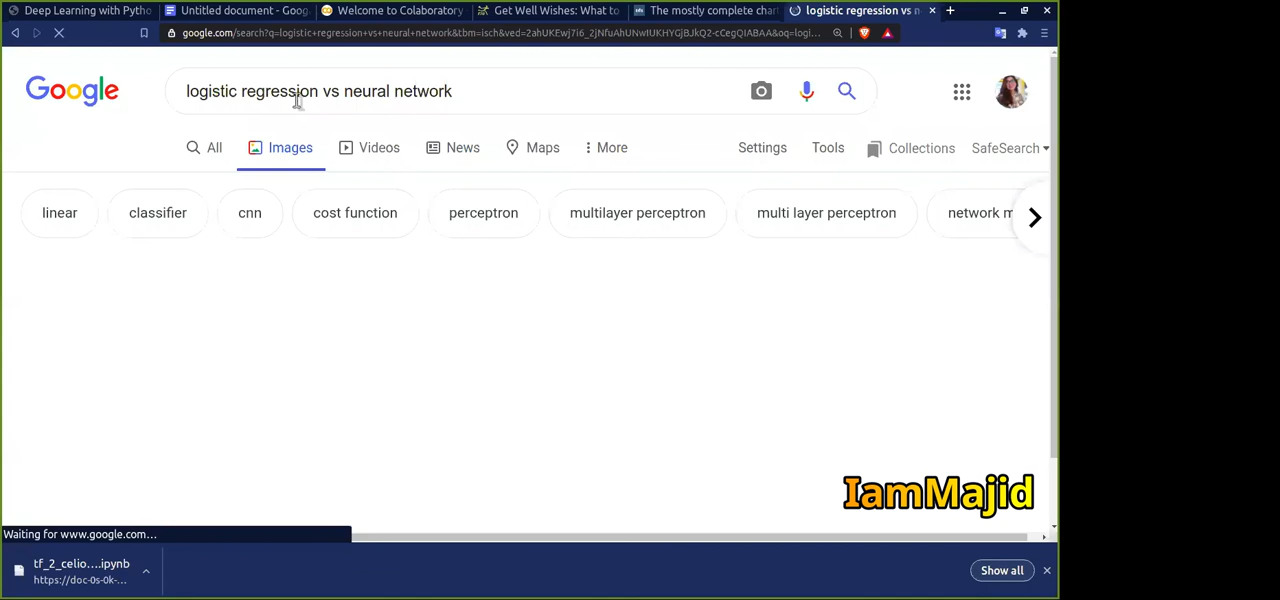 Deep Learning with Pytho
Untitled document - Goog
Welcome to Colaboratory
Get Well Wishes: What to
The mostly complete char
logistic regression vs n
google.com/search?q=logistic+regression+vs+neural+network&tbm=isch&ved=2ahUKEwj7i6_2jNfuAhUNwIUKHYGjBJkQ2-cCegQIABAA&oq=logi...
Google
logistic regression vs neural network
All
Images
Videos
News
Maps
More
Settings
Tools
Collections
SafeSearch
linear
classifier
cnn
cost function
perceptron
multilayer perceptron
multi layer perceptron
network m
IamMajid
Waiting for www.google.com...
tf_2_celio....ipynb
https://doc-0s-0k-...
Show all